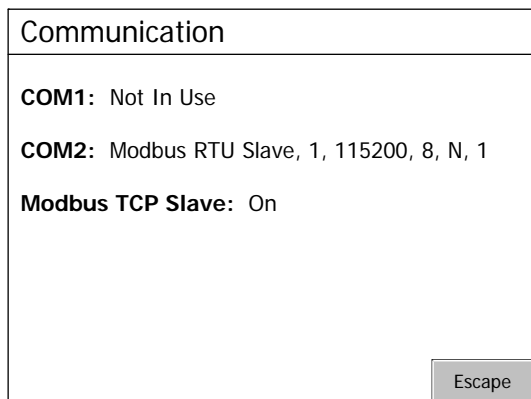 Communication
COM1: Not In Use
COM2: Modbus RTU Slave, 1, 115200, 8, N, 1
Modbus TCP Slave: On
Escape